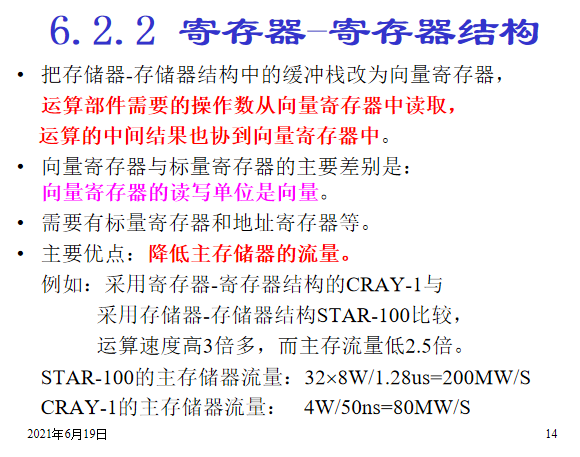 6.2.2 寄存器-寄存器结构
• 把存储器-存储器结构中的缓冲栈改为向量寄存器，
运算部件需要的操作数从向量寄存器中读取，
运算的中间结果也协到向量寄存器中。
• 向量寄存器与标量寄存器的主要差别是：
向量寄存器的读写单位是向量。
• 需要有标量寄存器和地址寄存器等。
• 主要优点：降低主存储器的流量。
例如：采用寄存器-寄存器结构的CRAY-1与
采用存储器-存储器结构STAR-100比较，
运算速度高3倍多，而主存流量低2.5倍。
STAR-100的主存储器流量：32×8W/1.28us=200MW/S
CRAY-1的主存储器流量： 4W/50ns=80MW/S
2021年6月19日 14